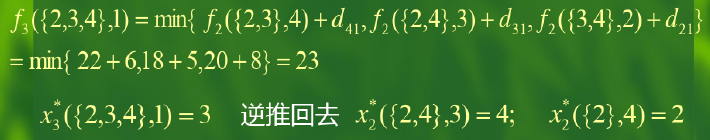 f₃({2,3,4},1) = min{ f₂({2,3},4) + d₄₁, f₂({2,4},3) + d₃₁, f₂({3,4},2) + d₂₁}
= min{ 22 + 6,18 + 5,20 + 8} = 23
x₃*({2,3,4},1) = 3 逆推回去 x₂*({2,4},3) = 4; x₂*({2},4) = 2